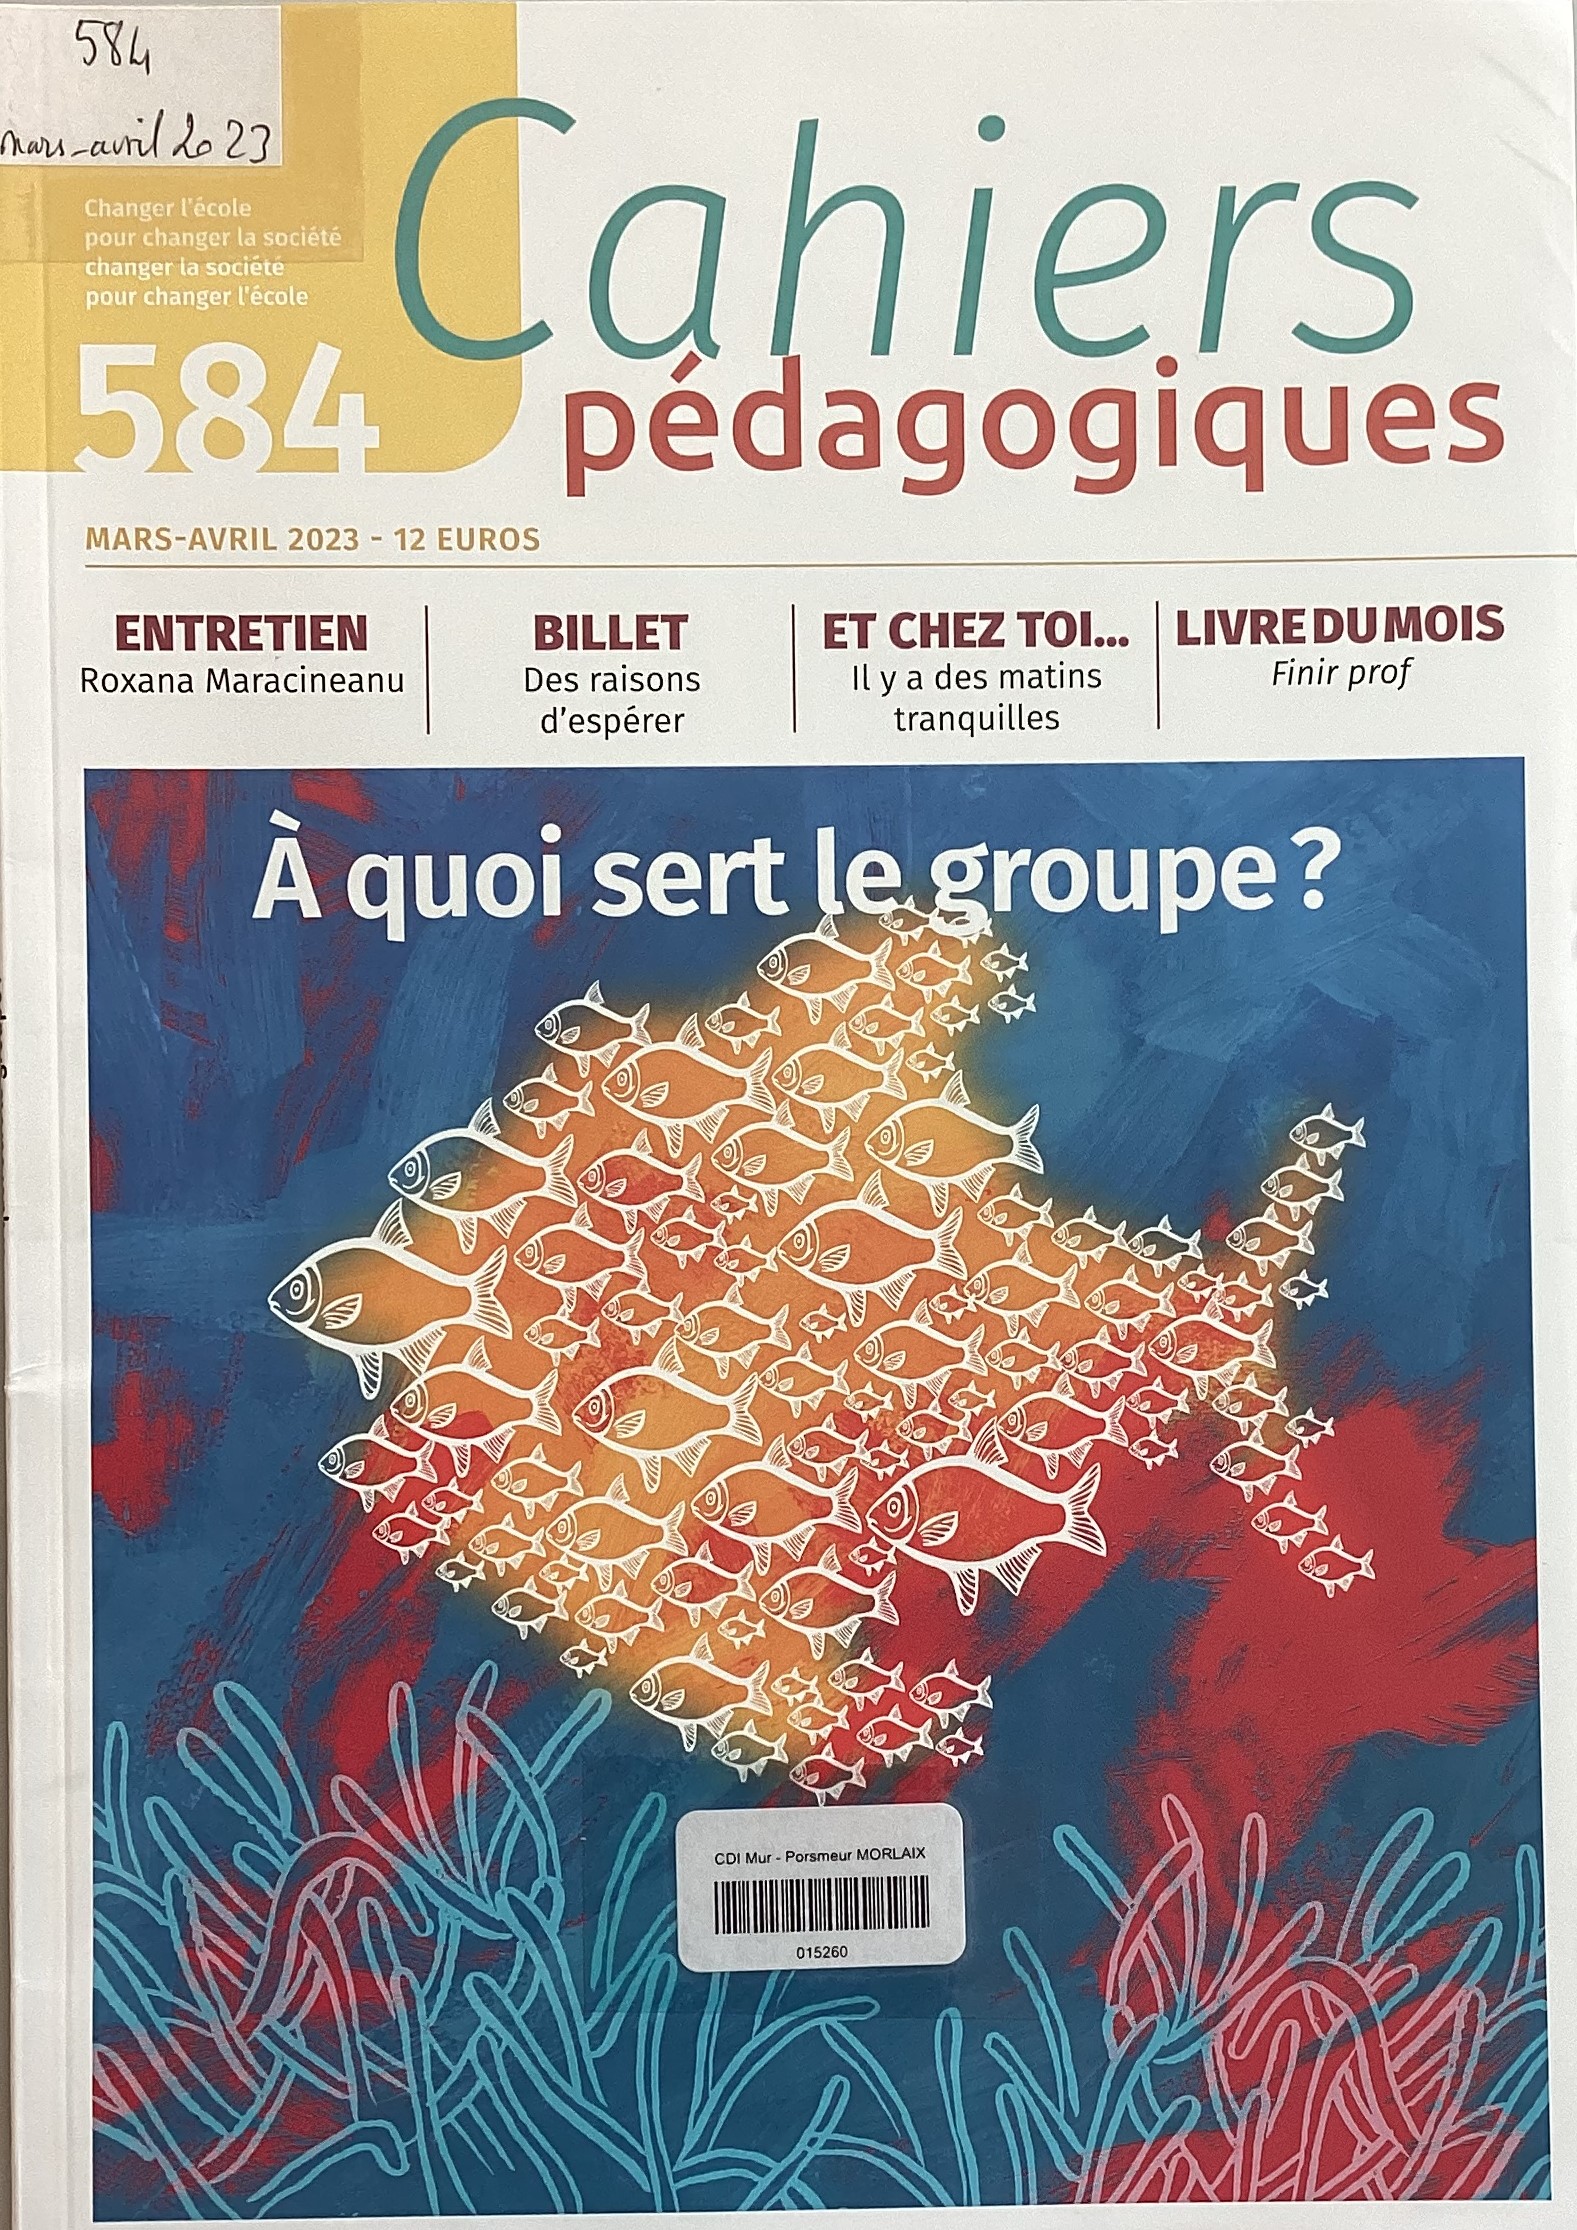 584
mars-avril 2023
Changer l'école
pour changer la société
changer la société
pour changer l'école
584
Cahiers
pédagogiques
MARS-AVRIL 2023 - 12 EUROS
ENTRETIEN
Roxana Maracineanu
BILLET
Des raisons
d'espérer
ET CHEZ TOI...
Il y a des matins
tranquilles
LIVRE DU MOIS
Finir prof
À quoi sert le groupe ?
CDI Mur - Porsmeur MORLAIX
015260